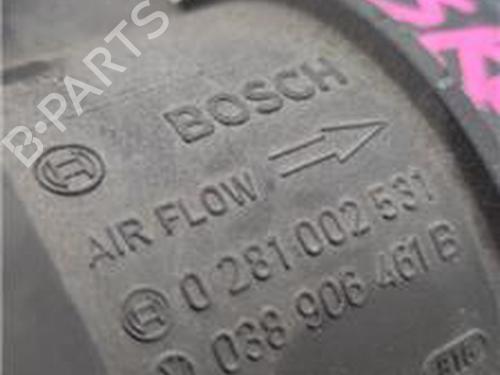 B-PARTS
BOSCH
AIR FLOW
0 281 002 531
038 906 461 B